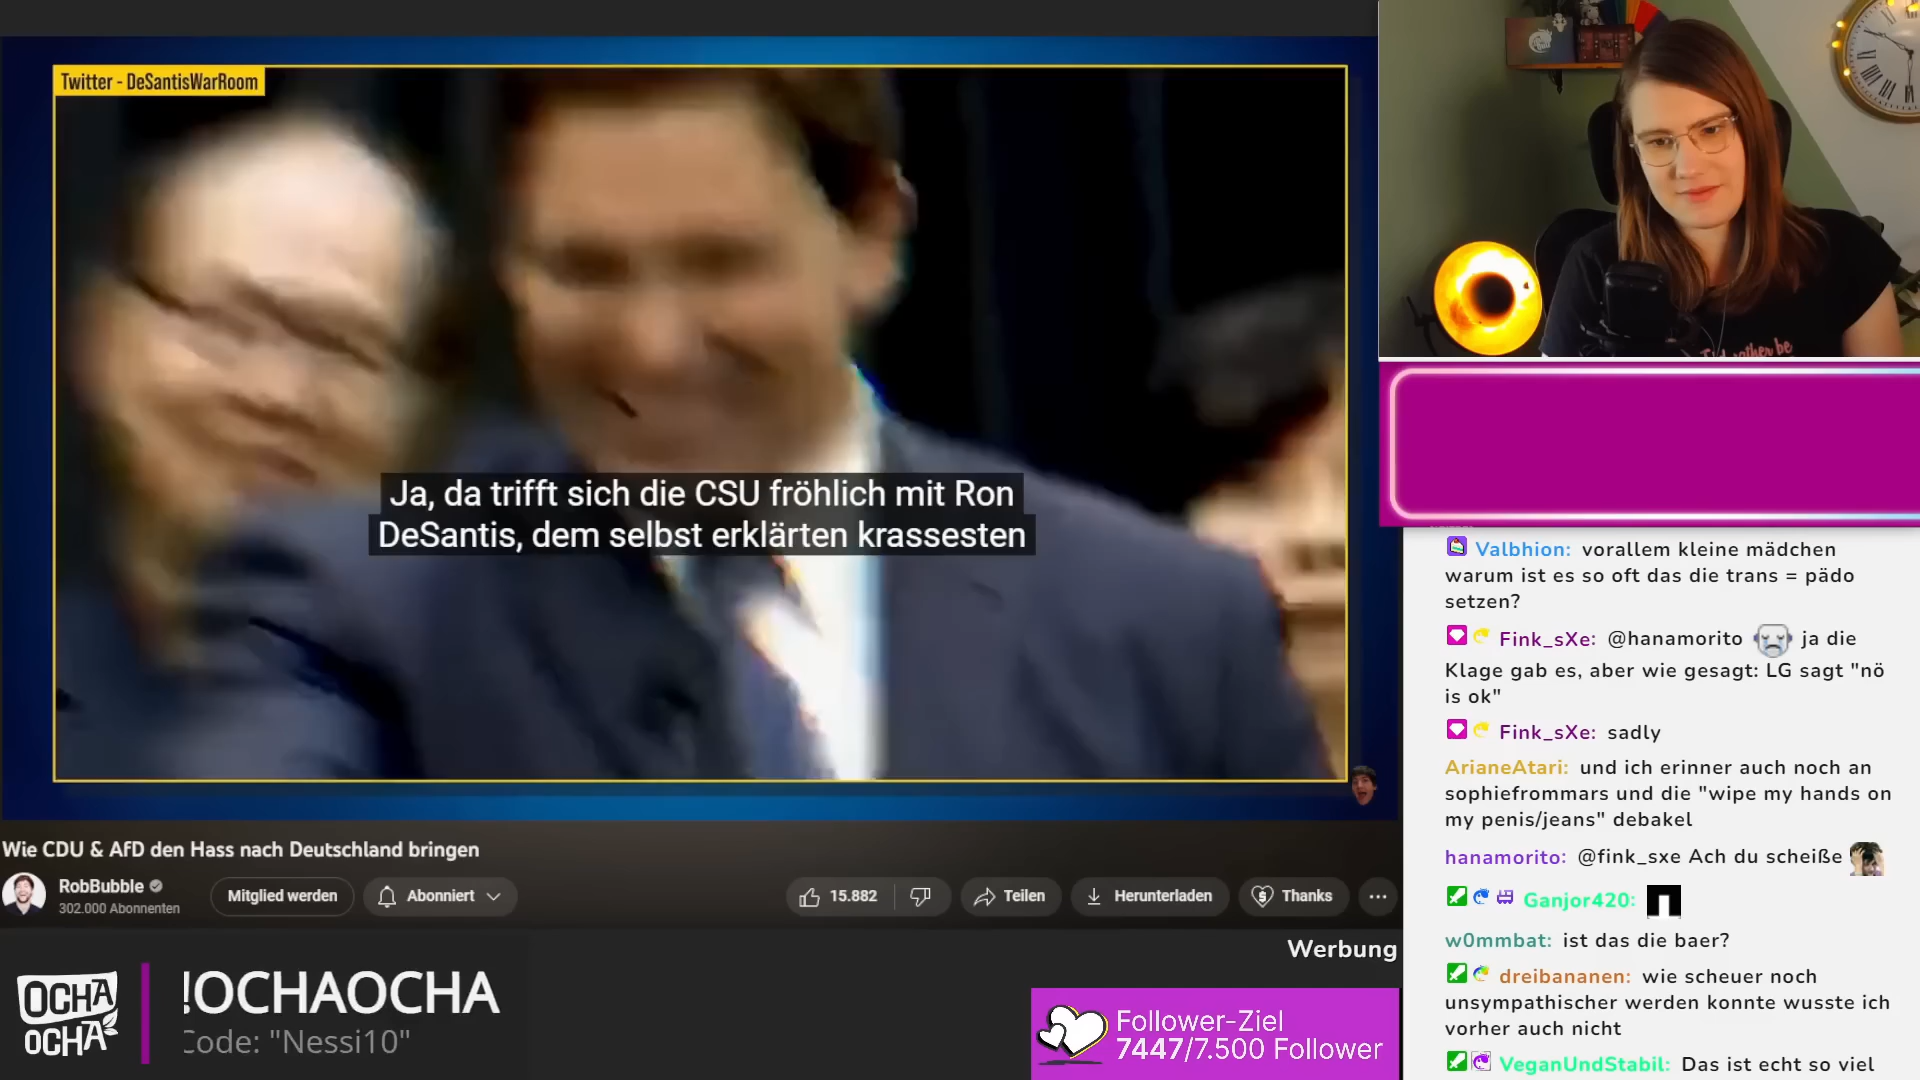 Twitter - DeSantisWarRoom
Ja, da trifft sich die CSU fröhlich mit Ron
DeSantis, dem selbst erklärten krassesten
Wie CDU & AfD den Hass nach Deutschland bringen
RobBubble
302.000 Abonnenten
Mitglied werden
Abonniert
15.882
Teilen
Herunterladen
Thanks
Werbung
OCHA
OCHA
!OCHAOCHA
Code: "Nessi10"
Follower-Ziel
7447/7.500 Follower
Valbhion: vorallem kleine mädchen
warum ist es so oft das die trans = pädo
setzen?
Fink_sXe: @hanamorito ja die
Klage gab es, aber wie gesagt: LG sagt "nö
is ok"
Fink_sXe: sadly
ArianeAtari: und ich erinner auch noch an
sophiefrommars und die "wipe my hands on
my penis/jeans" debakel
hanamorito: @fink_sxe Ach du scheiße
Ganjor420:
w0mmbat: ist das die baer?
dreibananen: wie scheuer noch
unsympathischer werden konnte wusste ich
vorher auch nicht
VeganUndStabil: Das ist echt so viel